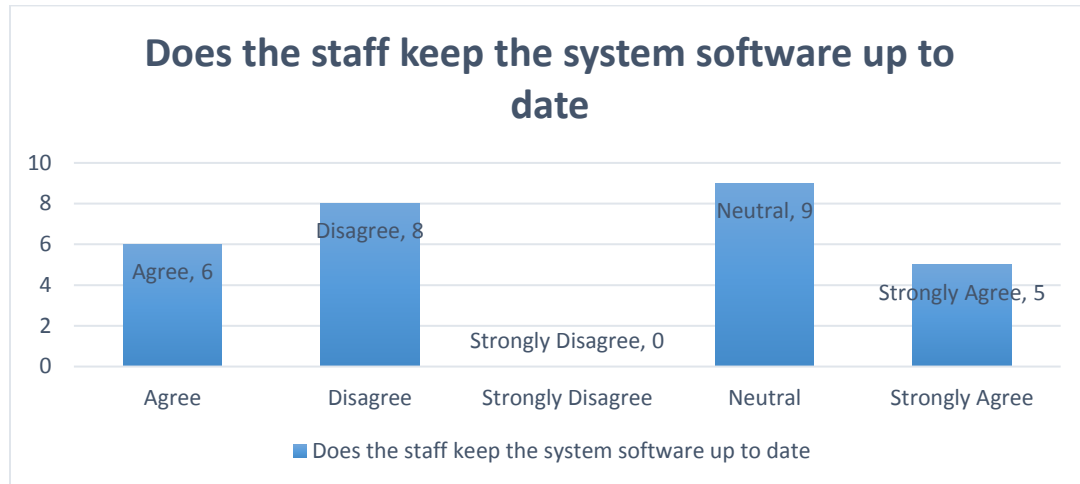 Does the staff keep the system software up to
date
10
8
6
4
2
0
Agree, 6
Disagree, 8
Strongly Disagree, 0
Neutral, 9
Strongly Agree, 5
Agree
Disagree
Strongly Disagree
Neutral
Strongly Agree
Does the staff keep the system software up to date